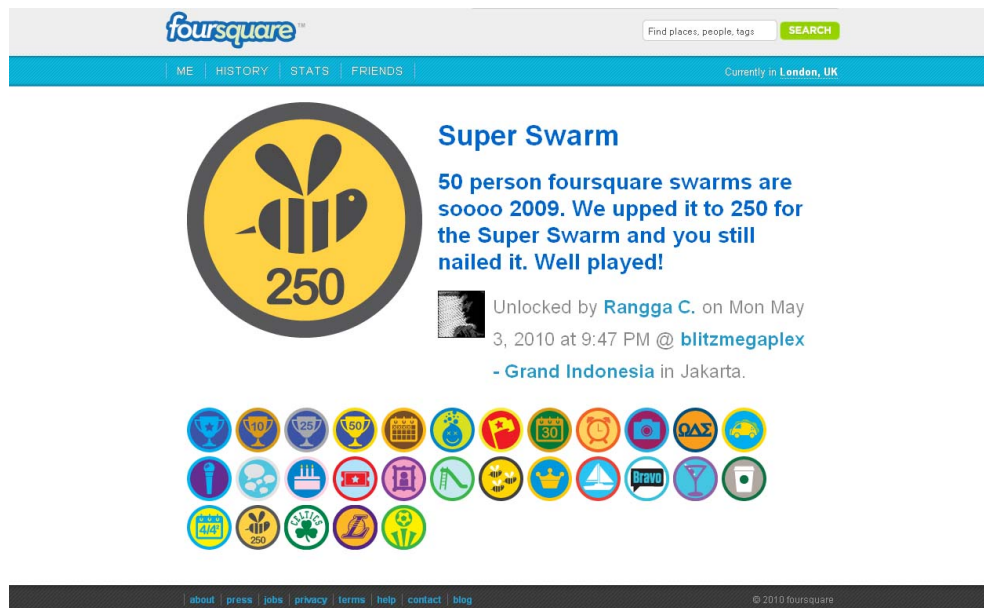 foursquare™
Find places, people, tags
SEARCH
ME HISTORY STATS FRIENDS
Currently in London, UK
250
Super Swarm
50 person foursquare swarms are
soooo 2009. We upped it to 250 for
the Super Swarm and you still
nailed it. Well played!
Unlocked by Rangga C. on Mon May
3, 2010 at 9:47 PM @ blitzmegaplex
- Grand Indonesia in Jakarta.
10 25 50 30 ΩΔΣ
Bravo
4/4² 250 CELTICS L
about press jobs privacy terms help contact blog
© 2010 foursquare